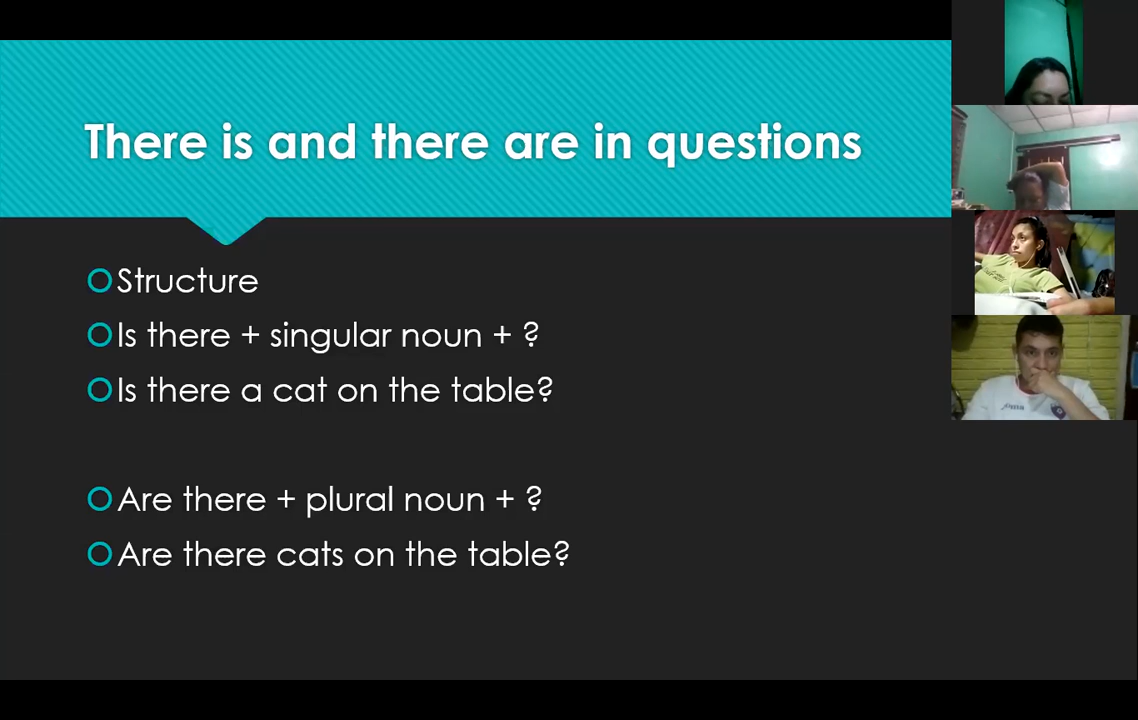 There is and there are in questions
Structure
Is there + singular noun + ?
Is there a cat on the table?
Are there + plural noun + ?
Are there cats on the table?